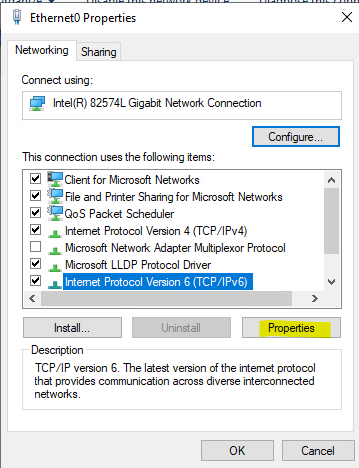 Ethernet0 Properties
Networking
Sharing
Connect using:
Intel(R) 82574L Gigabit Network Connection
Configure...
This connection uses the following items:
Client for Microsoft Networks
File and Printer Sharing for Microsoft Networks
QoS Packet Scheduler
Internet Protocol Version 4 (TCP/IPv4)
Microsoft Network Adapter Multiplexor Protocol
Microsoft LLDP Protocol Driver
Internet Protocol Version 6 (TCP/IPv6)
Install...
Uninstall
Properties
Description
TCP/IP version 6. The latest version of the internet protocol
that provides communication across diverse interconnected
networks.
OK
Cancel